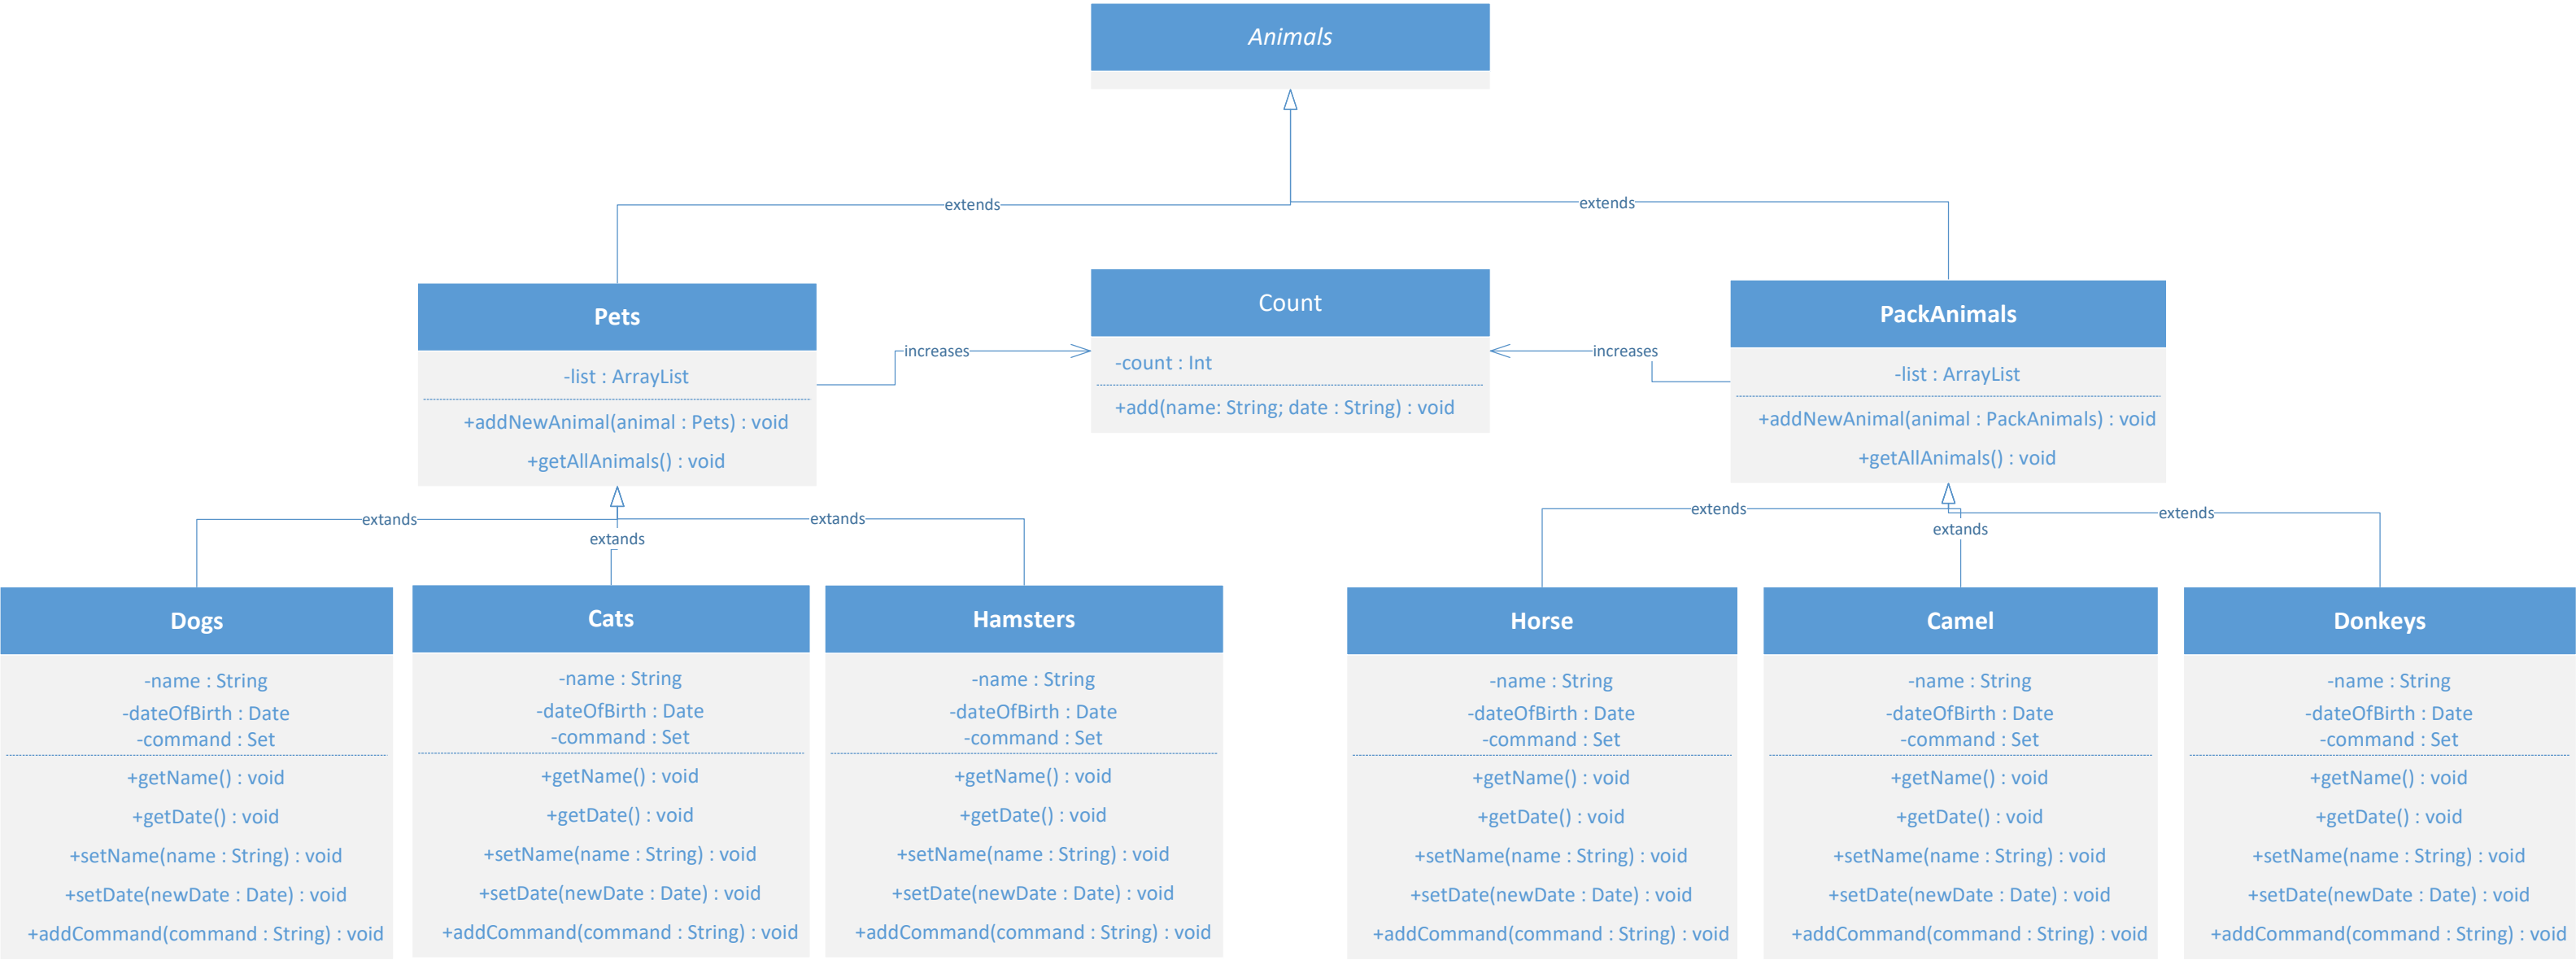 Animals
extends
extends
Pets
-list : ArrayList
+addNewAnimal(animal : Pets) : void
+getAllAnimals() : void
increases
Count
-count : Int
+add(name: String; date : String) : void
increases
PackAnimals
-list : ArrayList
+addNewAnimal(animal : PackAnimals) : void
+getAllAnimals() : void
extands
extands
extands
extends
extands
extends
Dogs
-name : String
-dateOfBirth : Date
-command : Set
+getName() : void
+getDate() : void
+setName(name : String) : void
+setDate(newDate : Date) : void
+addCommand(command : String) : void
Cats
-name : String
-dateOfBirth : Date
-command : Set
+getName() : void
+getDate() : void
+setName(name : String) : void
+setDate(newDate : Date) : void
+addCommand(command : String) : void
Hamsters
-name : String
-dateOfBirth : Date
-command : Set
+getName() : void
+getDate() : void
+setName(name : String) : void
+setDate(newDate : Date) : void
+addCommand(command : String) : void
Horse
-name : String
-dateOfBirth : Date
-command : Set
+getName() : void
+getDate() : void
+setName(name : String) : void
+setDate(newDate : Date) : void
+addCommand(command : String) : void
Camel
-name : String
-dateOfBirth : Date
-command : Set
+getName() : void
+getDate() : void
+setName(name : String) : void
+setDate(newDate : Date) : void
+addCommand(command : String) : void
Donkeys
-name : String
-dateOfBirth : Date
-command : Set
+getName() : void
+getDate() : void
+setName(name : String) : void
+setDate(newDate : Date) : void
+addCommand(command : String) : void